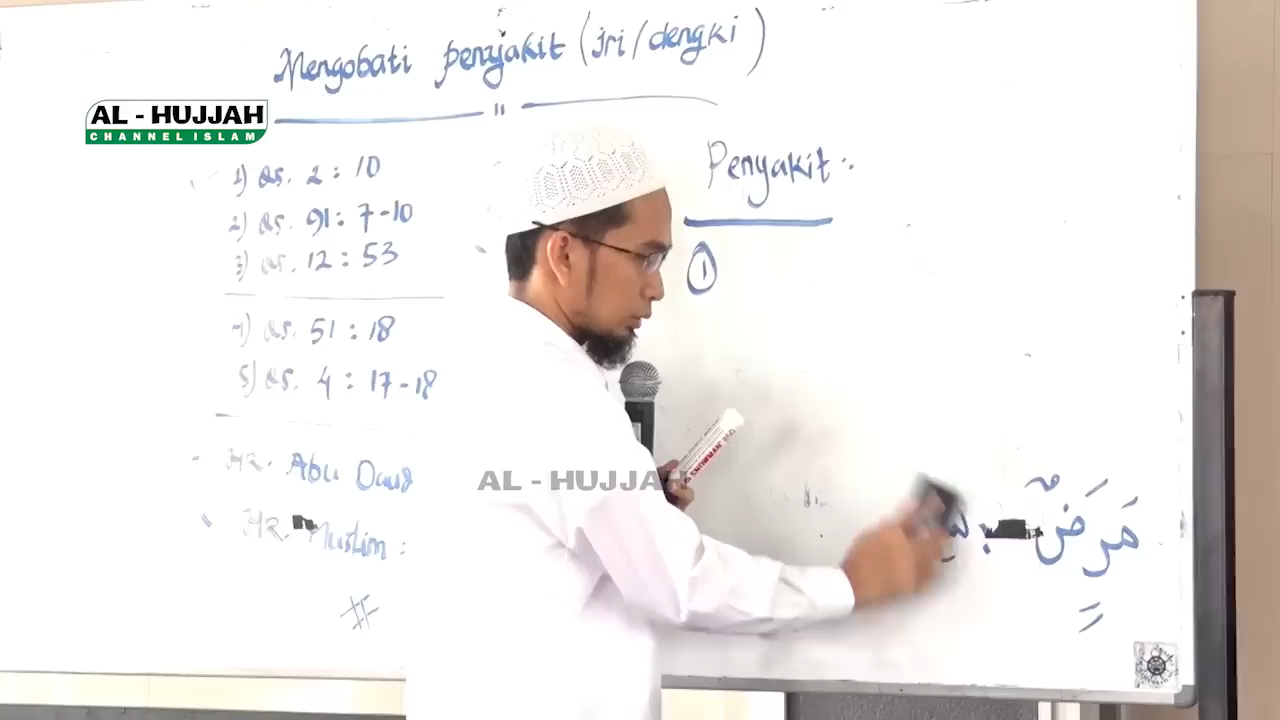 Mengobati penyakit (iri/dengki)
AL - HUJJAH
CHANNEL ISLAM
1) QS. 2 : 10
2) QS. 91 : 7-10
3) QS. 12 : 53
4) QS. 51 : 18
5) QS. 4 : 17-18
- HR. Abu Daud
HR. Muslim :
Penyakit :
1
SNOWMAN
AL - HUJJAH
مَرَضٌ